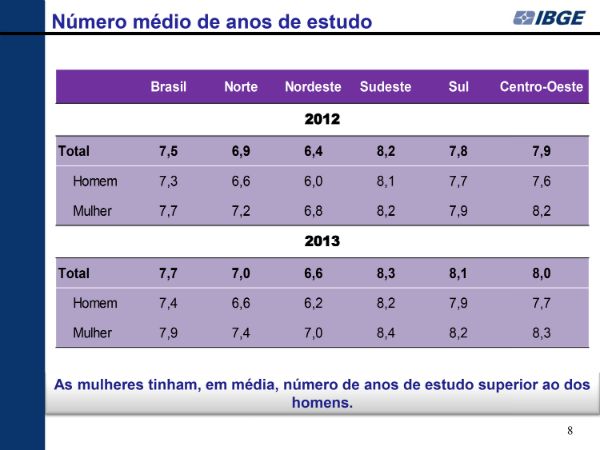 Número médio de anos de estudo
IBGE
Brasil Norte Nordeste Sudeste Sul Centro-Oeste
2012
Total 7,5 6,9 6,4 8,2 7,8 7,9
Homem 7,3 6,6 6,0 8,1 7,7 7,6
Mulher 7,7 7,2 6,8 8,2 7,9 8,2
2013
Total 7,7 7,0 6,6 8,3 8,1 8,0
Homem 7,4 6,6 6,2 8,2 7,9 7,7
Mulher 7,9 7,4 7,0 8,4 8,2 8,3
As mulheres tinham, em média, número de anos de estudo superior ao dos
homens.
8